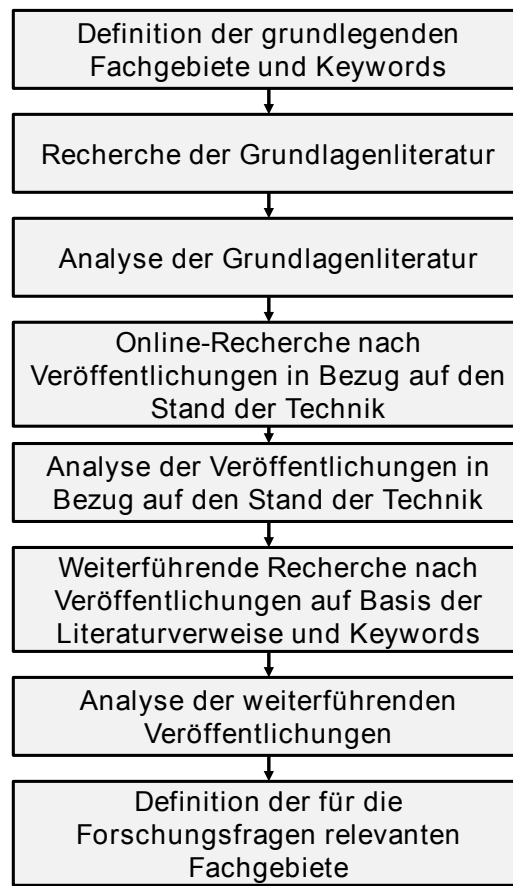 Definition der grundlegenden
Fachgebiete und Keywords
Recherche der Grundlagenliteratur
Analyse der Grundlagenliteratur
Online-Recherche nach
Veröffentlichungen in Bezug auf den
Stand der Technik
Analyse der Veröffentlichungen in
Bezug auf den Stand der Technik
Weiterführende Recherche nach
Veröffentlichungen auf Basis der
Literaturverweise und Keywords
Analyse der weiterführenden
Veröffentlichungen
Definition der für die
Forschungsfragen relevanten
Fachgebiete